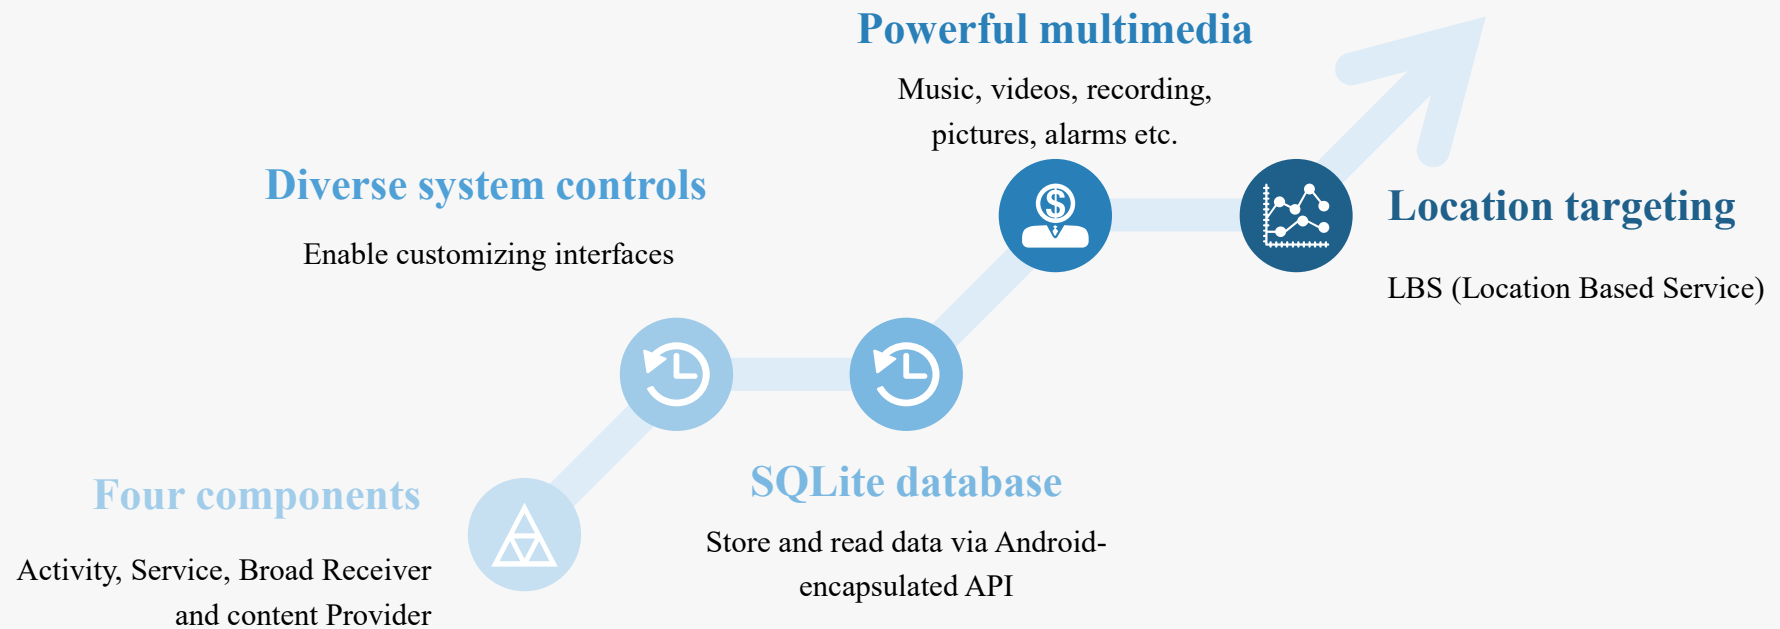 Powerful multimedia
Music, videos, recording,
pictures, alarms etc.
Diverse system controls
Enable customizing interfaces
$
Location targeting
LBS (Location Based Service)
Four components
Activity, Service, Broad Receiver
and content Provider
SQLite database
Store and read data via Android-
encapsulated API